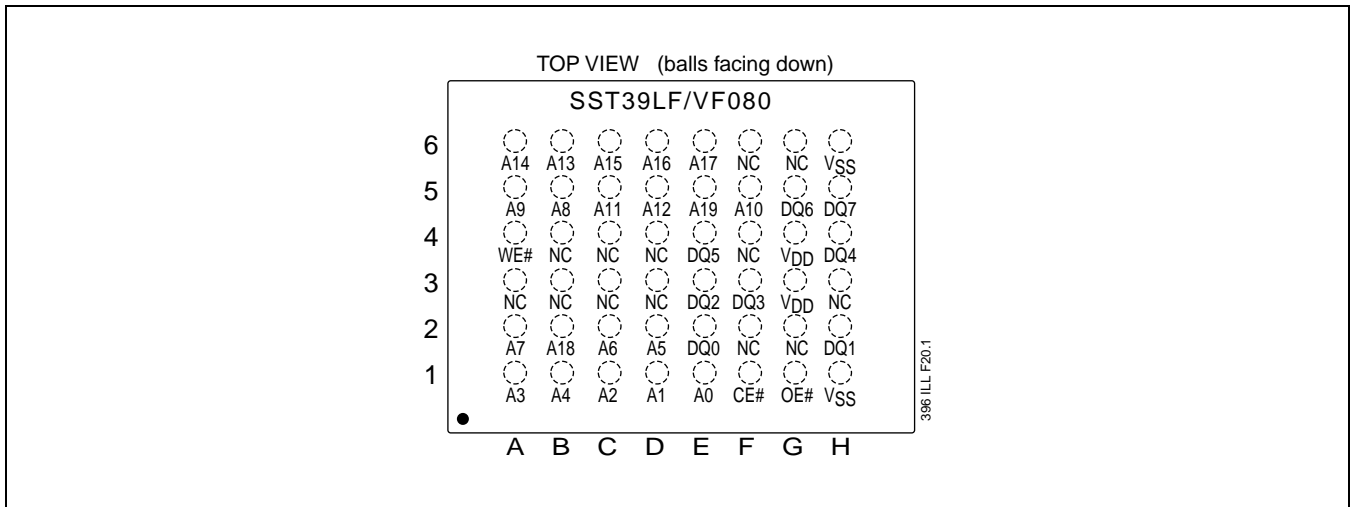 TOP VIEW (balls facing down)
SST39LF/VF080
6
A14 A13 A15 A16 A17 NC NC VSS
5
A9 A8 A11 A12 A19 A10 DQ6 DQ7
4
WE# NC NC NC DQ5 NC VDD DQ4
3
NC NC NC NC DQ2 DQ3 VDD NC
2
A7 A18 A6 A5 DQ0 NC NC DQ1
1
A3 A4 A2 A1 A0 CE# OE# VSS
A B C D E F G H
396 ILL F20.1